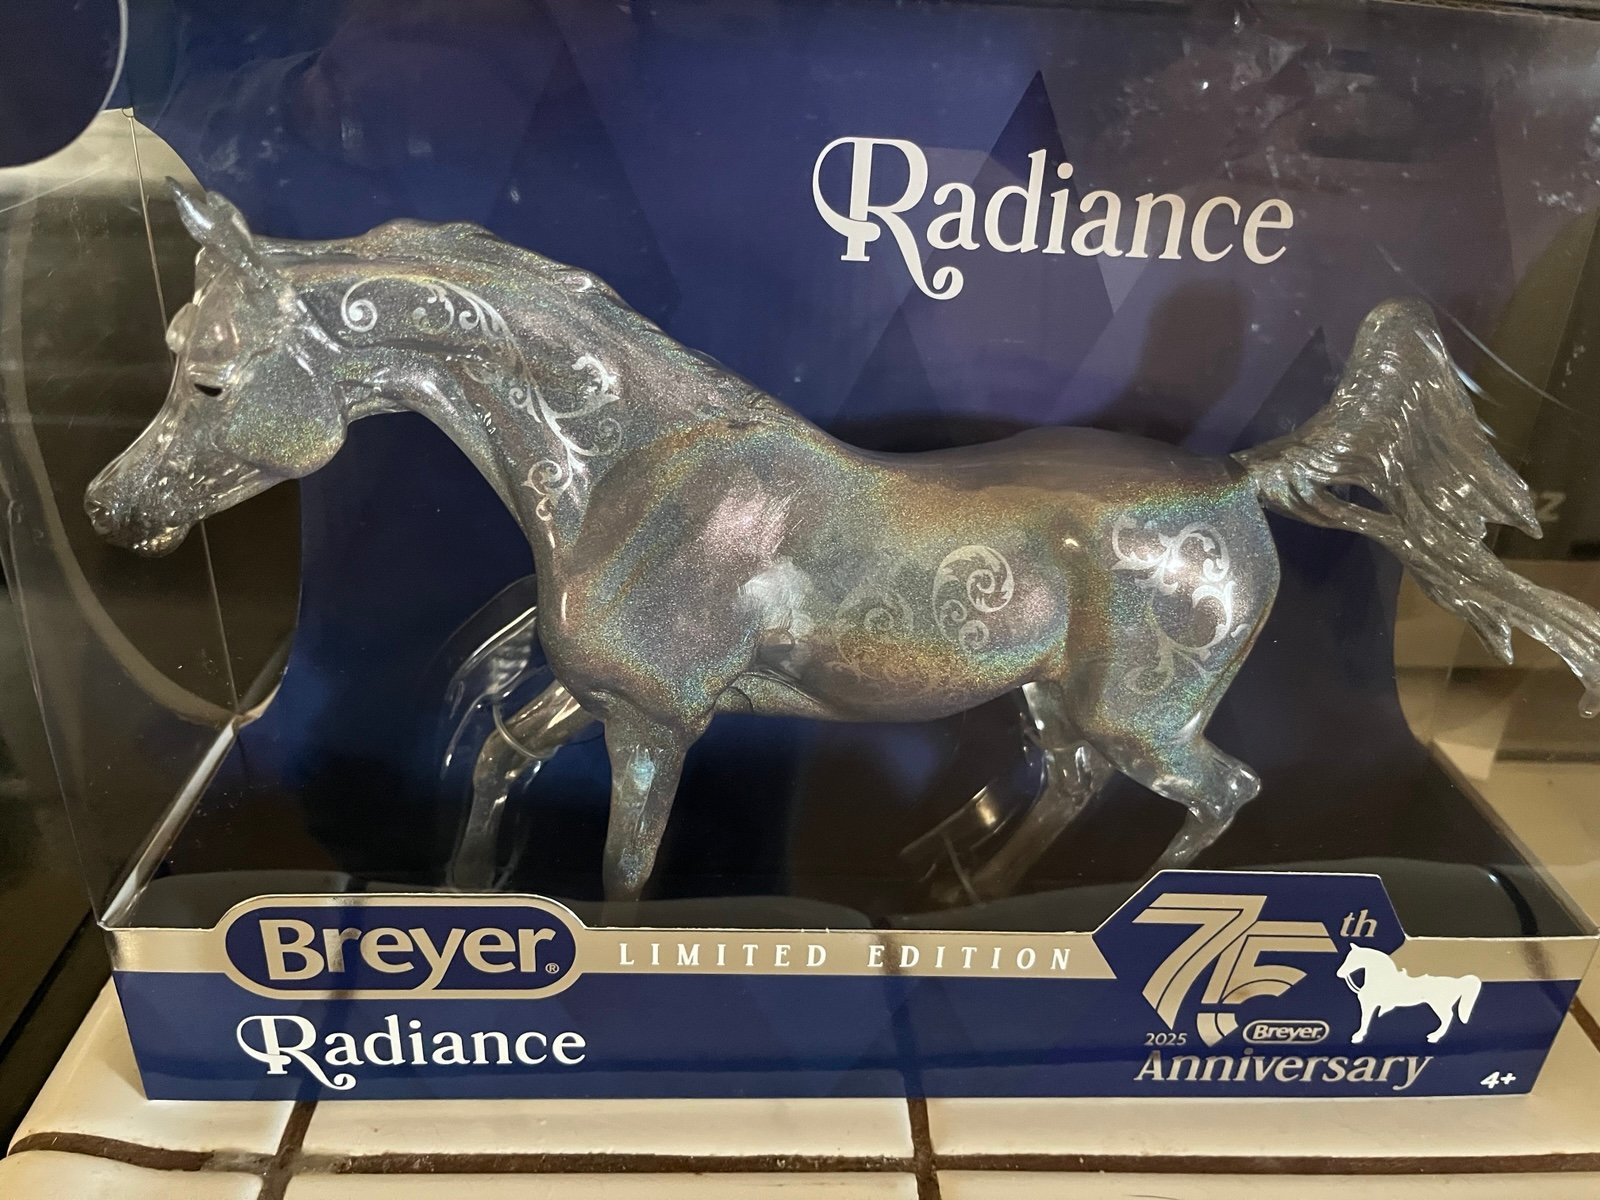 Radiance
Breyer®
LIMITED EDITION
Radiance
75th
2025 Breyer
Anniversary
4+